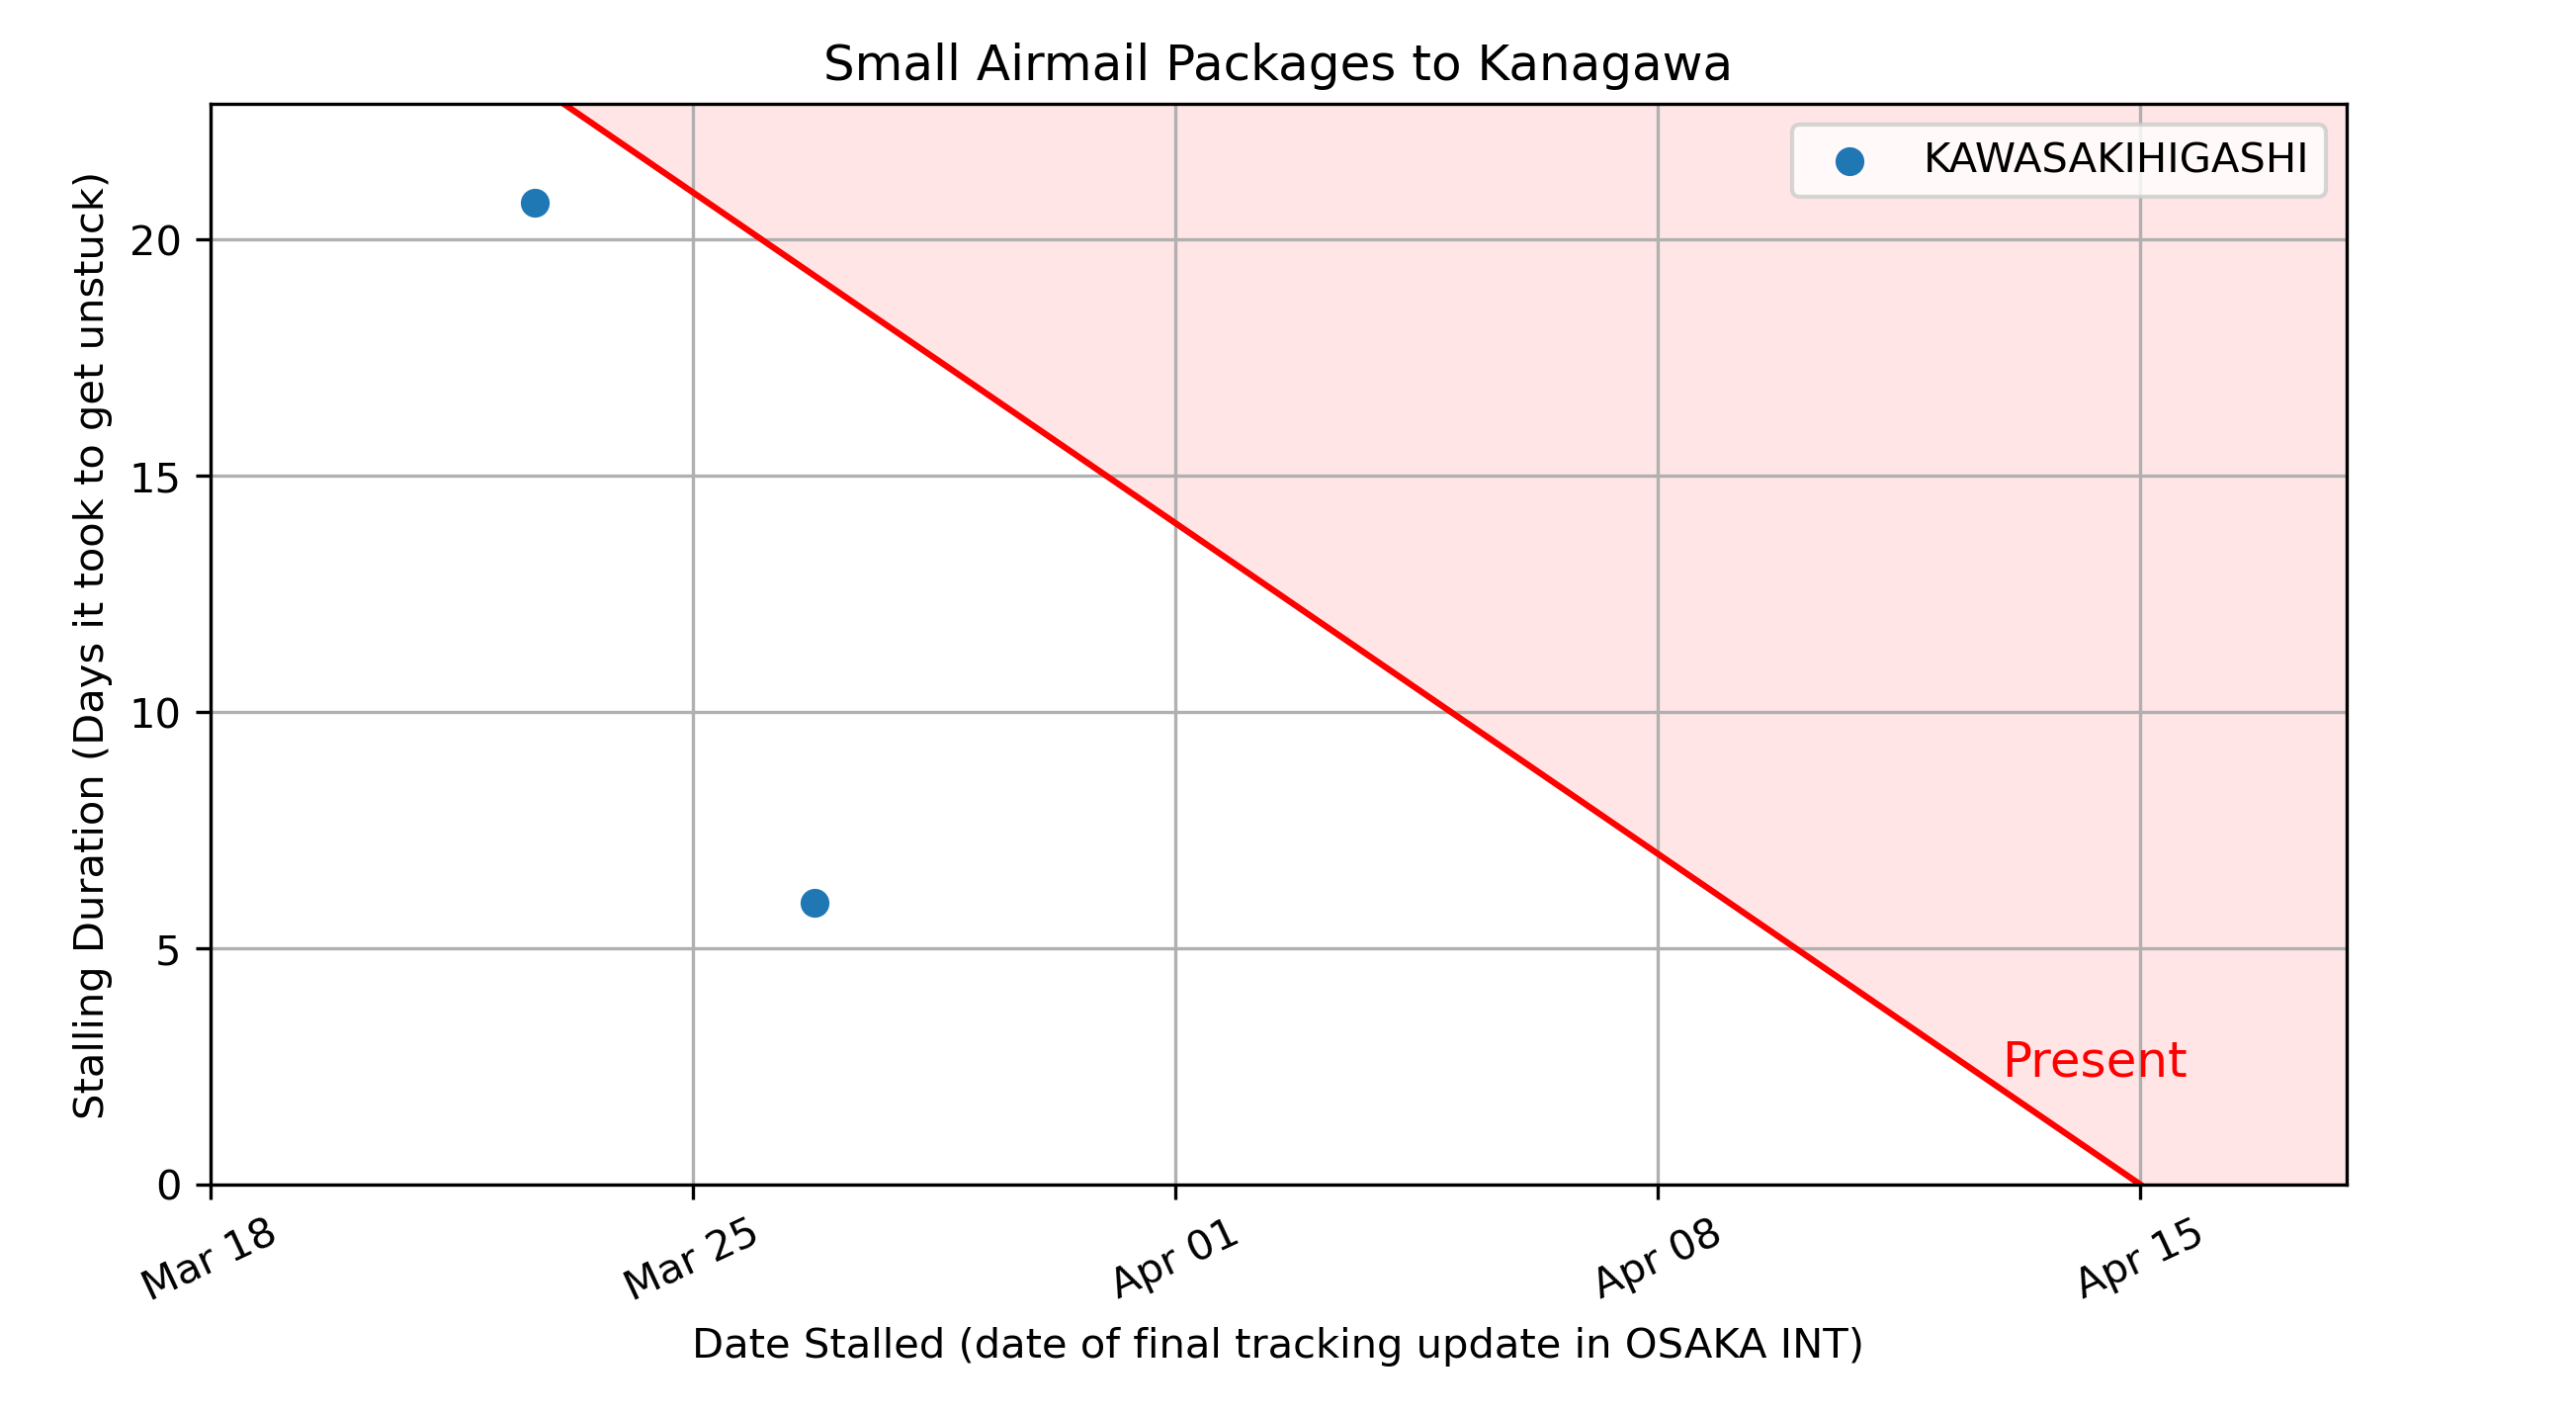 Small Airmail Packages to Kanagawa
KAWASAKIHIGASHI
Stalling Duration (Days it took to get unstuck)
20
15
10
5
0
Present
Mar 18
Mar 25
Apr 01
Apr 08
Apr 15
Date Stalled (date of final tracking update in OSAKA INT)